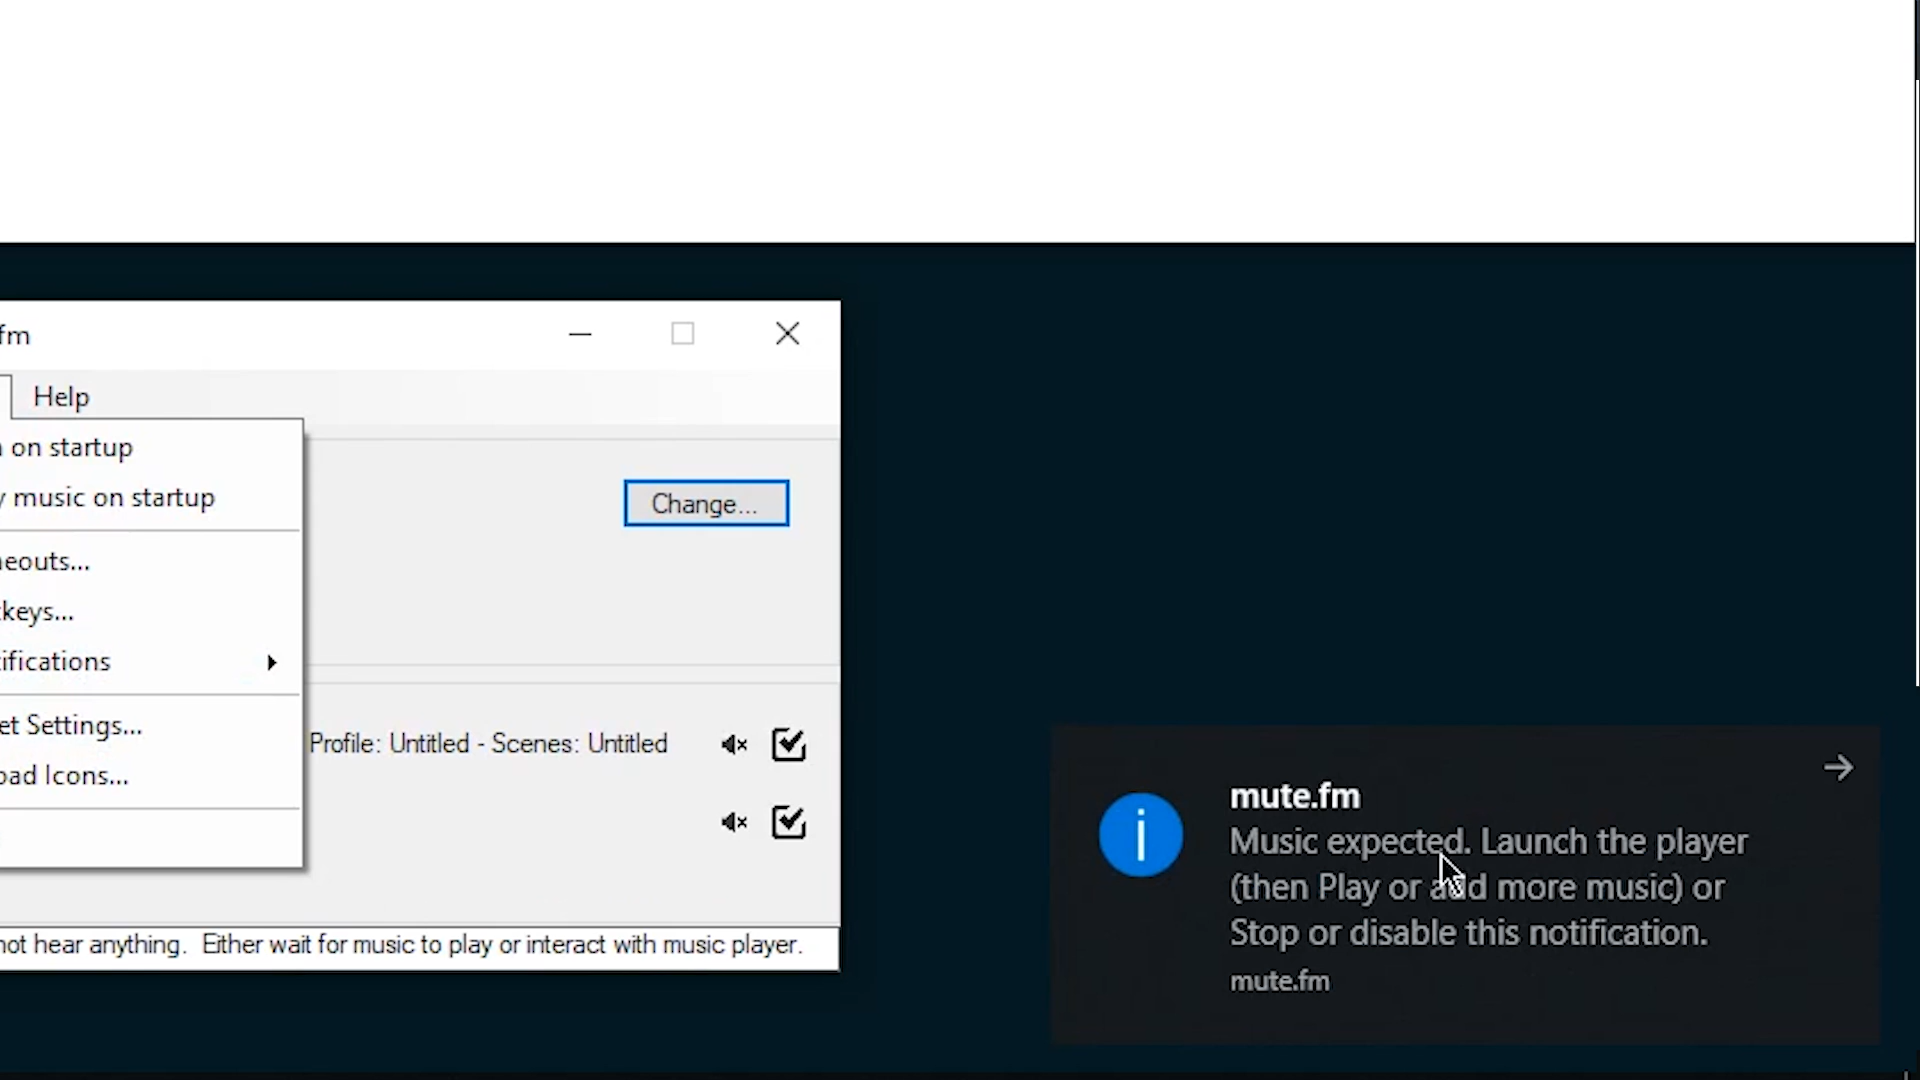 fm
Help
on startup
music on startup
Change...
eouts...
keys...
ifications
et Settings...
oad Icons...
Profile: Untitled - Scenes: Untitled
not hear anything. Either wait for music to play or interact with music player.
mute.fm
Music expected. Launch the player
(then Play or add more music) or
Stop or disable this notification.
mute.fm